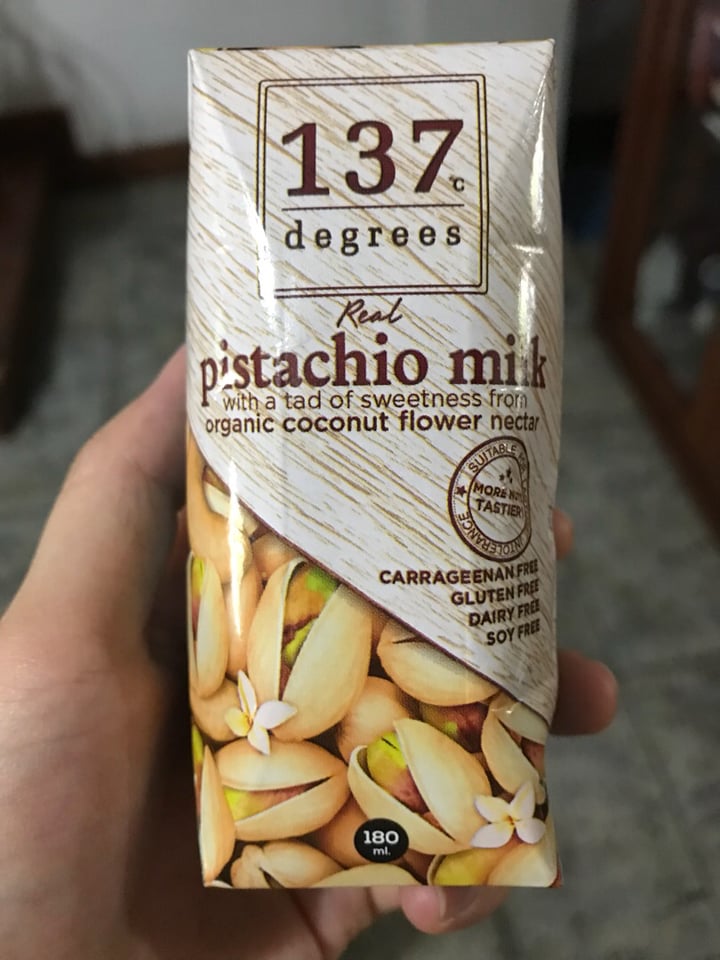 137
°C
degrees
Real
pistachio milk
with a tad of sweetness from
organic coconut flower nectar
SUITABLE
MORE
TASTIER
INTOLERANCE
CARRAGEENAN FREE
GLUTEN FREE
DAIRY FREE
SOY FREE
180
ml.